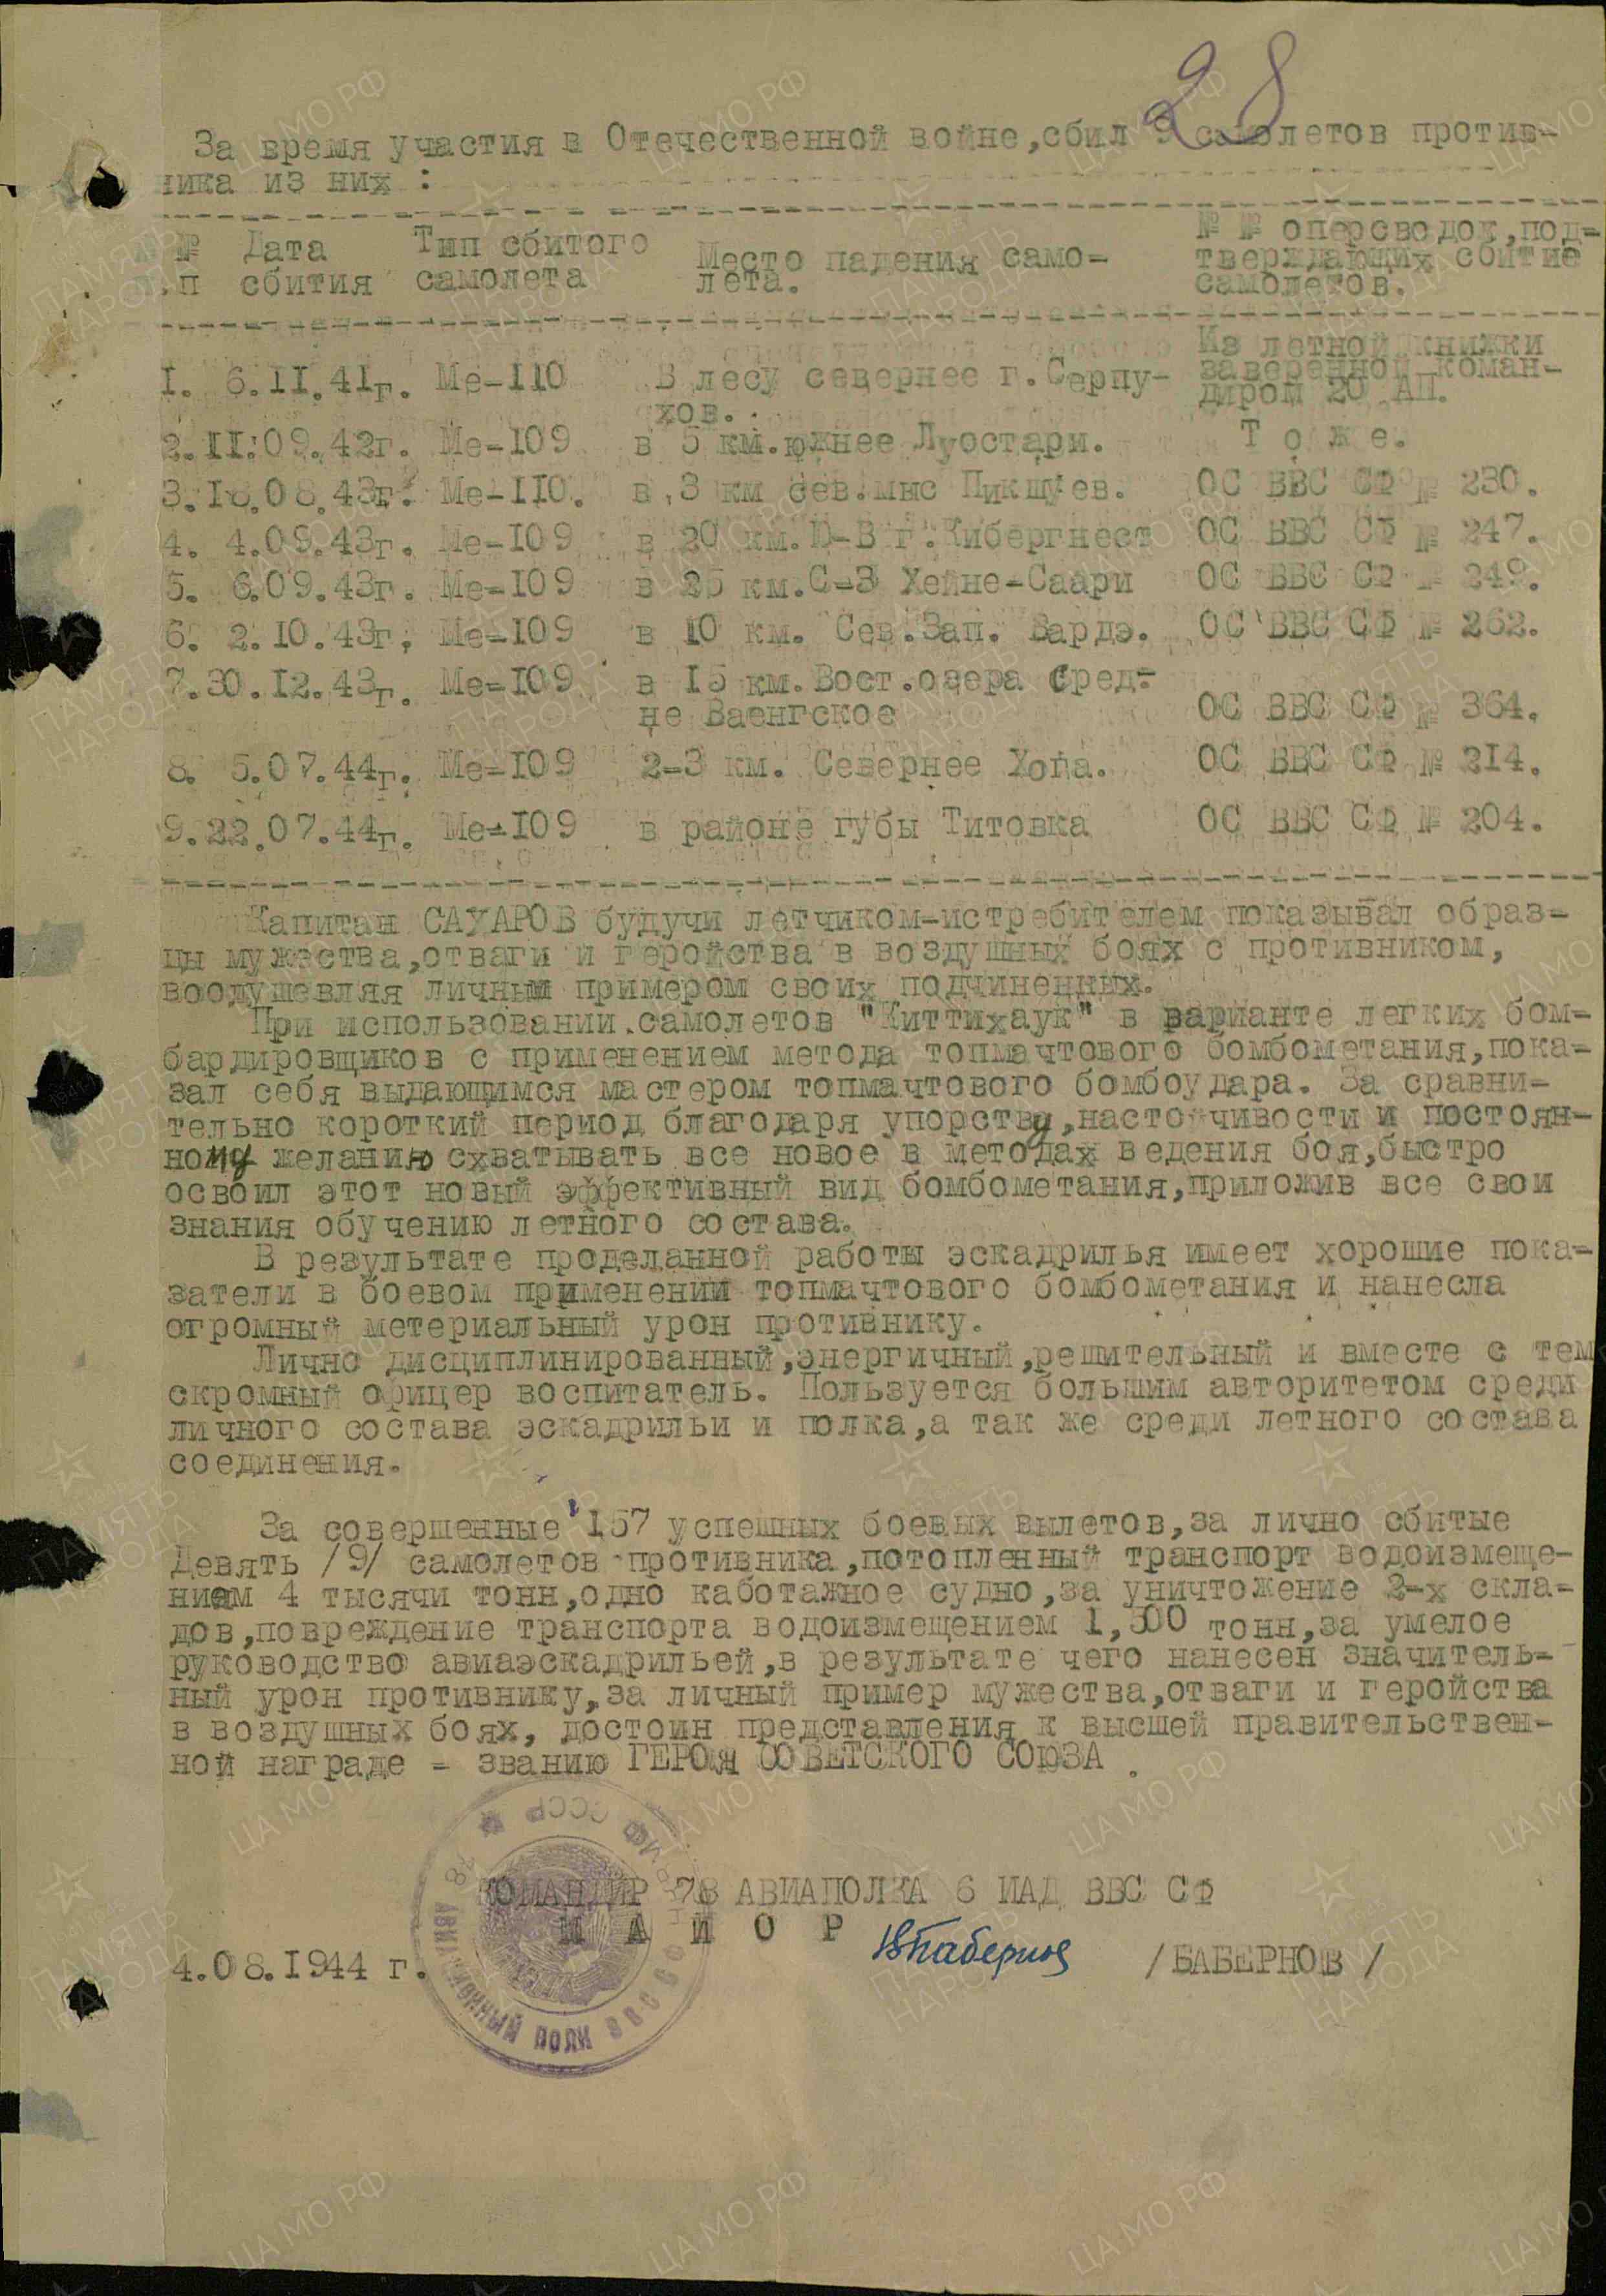 28
За время участия в Отечественной войне,сбил 9 самолетов против-
ника из них :
№ № Дата Тип сбитого Место падения само- № № оперсводок,под-
п.п сбития самолета лета. тверждающих сбитие
самолетов.
1. 6.11.41г. Ме-110 В лесу севернее г.Серпу-хов. Из летной книжки
заверенной коман-
диром 20 АП.
2.11.09.42г. Ме-109 в 5 км.южнее Луостари. Т о ж е.
3.18.08.43г. Ме-110. в 3 км сев.мыс Пикшуев. ОС ВВС СФ № 230.
4. 4.09.43г. Ме-109 в 20 км.Ю-В г.Кибергнест ОС ВВС СФ № 247.
5. 6.09.43г. Ме-109 в 25 км.С-З Хейне-Саари ОС ВВС СФ № 249.
6. 2.10.43г. Ме-109 в 10 км. Сев.Зап. Вардэ. ОС ВВС СФ № 262.
7.30.12.43г. Ме-109 в 15 км.Вост.озера Сред-
не Ваенгское ОС ВВС СФ № 364.
8. 5.07.44г. Ме-109 2-3 км. Севернее Хопа. ОС ВВС СФ № 214.
9.22.07.44г. Ме-109 в районе губы Титовка ОС ВВС СФ № 204.
Капитан САУАРОВ будучи летчиком-истребителем показывал образ-
цы мужества,отваги и геройства в воздушных боях с противником,
воодушевляя личным примером своих подчиненных.
При использовании самолетов "Киттихаук" в варианте легких бом-
бардировщиков с применением метода топмачтового бомбометания,пока-
зал себя выдающимся мастером топмачтового бомбоудара. За сравни-
тельно короткий период благодаря упорству,настойчивости и постоян-
ному желанию схватывать все новое в методах ведения боя,быстро
освоил этот новый эффективный вид бомбометания,приложив все свои
знания обучению летного состава.
В результате проделанной работы эскадрилья имеет хорошие пока-
затели в боевом применении топмачтового бомбометания и нанесла
огромный метериальный урон противнику.
Лично дисциплинированный,энергичный,решительный и вместе с тем
скромный офицер воспитатель. Пользуется большим авторитетом среди
личного состава эскадрильи и полка,а так же среди летного состава
соединения.
За совершенные 157 успешных боевых вылетов,за лично сбитые
Девять /9/ самолетов противника,потопленный транспорт водоизмеще-
нием 4 тысячи тонн,одно каботажное судно,за уничтожение 2-х скла-
дов,повреждение транспорта водоизмещением 1,500 тонн,за умелое
руководство авиаэскадрильей,в результате чего нанесен значитель-
ный урон противнику,за личный пример мужества,отваги и геройства
в воздушных боях, достоин представления к высшей правительствен-
ной награде - званию ГЕРОЯ СОВЕТСКОГО СОЮЗА.
КОМАНДИР 78 АВИАПОЛКА 6 ИАД ВВС СФ
М А Й О Р
4.08.1944 г. /БАБЕРНОВ/
78 АВИАЦИОННЫЙ ПОЛК ВВС СФ
СССР
ПАМЯТЬ НАРОДА
ЦА МО РФ